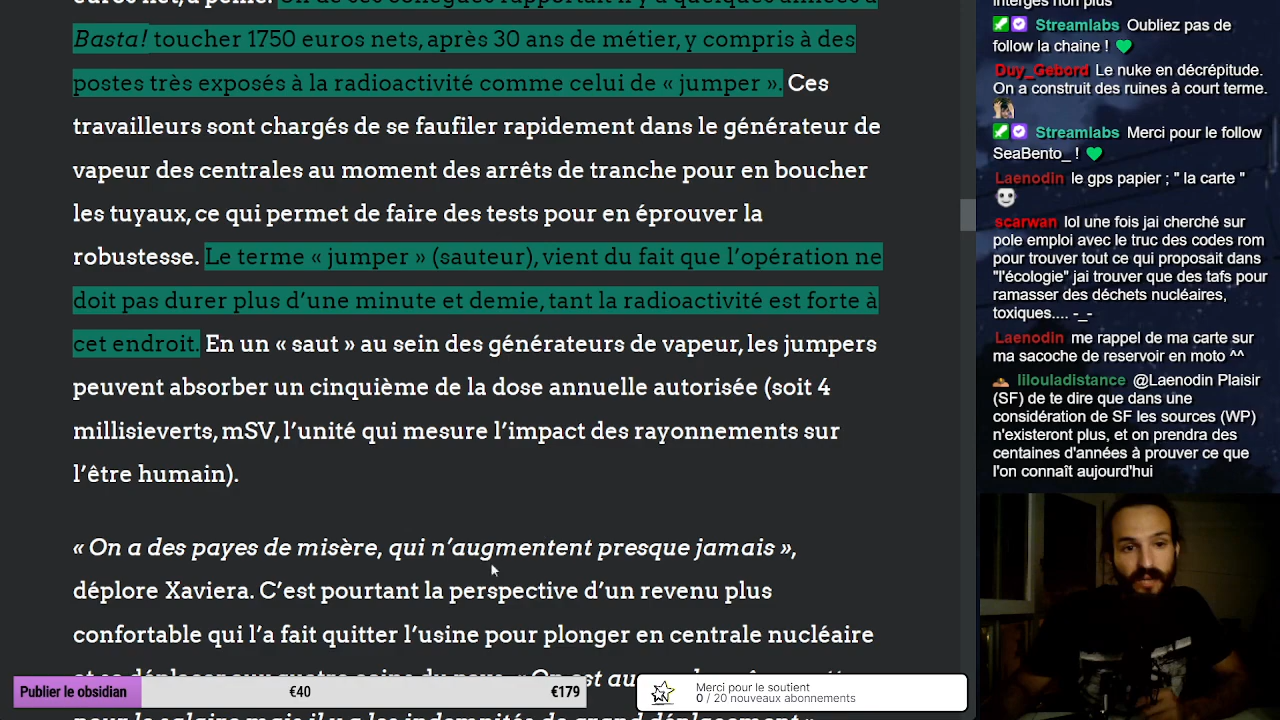 Basta! toucher 1750 euros nets, après 30 ans de métier, y compris à des
postes très exposés à la radioactivité comme celui de « jumper ». Ces
travailleurs sont chargés de se faufiler rapidement dans le générateur de
vapeur des centrales au moment des arrêts de tranche pour en boucher
les tuyaux, ce qui permet de faire des tests pour en éprouver la
robustesse. Le terme « jumper » (sauteur), vient du fait que l’opération ne
doit pas durer plus d’une minute et demie, tant la radioactivité est forte à
cet endroit. En un « saut » au sein des générateurs de vapeur, les jumpers
peuvent absorber un cinquième de la dose annuelle autorisée (soit 4
millisieverts, mSV, l’unité qui mesure l’impact des rayonnements sur
l’être humain).
« On a des payes de misère, qui n’augmentent presque jamais »,
déplore Xaviera. C’est pourtant la perspective d’un revenu plus
confortable qui l’a fait quitter l’usine pour plonger en centrale nucléaire
pour le salaire mais il y a les indemnités de grand déplacement »
Publier le obsidian
€40
€179
Merci pour le soutient
0 / 20 nouveaux abonnements
interges non plus
Streamlabs Oubliez pas de
follow la chaine !
Duy_Gebord Le nuke en décrépitude.
On a construit des ruines à court terme.
Streamlabs Merci pour le follow
SeaBento_ !
Laenodin le gps papier ; " la carte "
scarwan lol une fois jai cherché sur
pole emploi avec le truc des codes rom
pour trouver tout ce qui proposait dans
"l'écologie" jai trouver que des tafs pour
ramasser des déchets nucléaires,
toxiques.... -_-
Laenodin me rappel de ma carte sur
ma sacoche de reservoir en moto ^^
lilouladistance @Laenodin Plaisir
(SF) de te dire que dans une
considération de SF les sources (WP)
n'existeront plus, et on prendra des
centaines d'années à prouver ce que
l'on connaît aujourd'hui